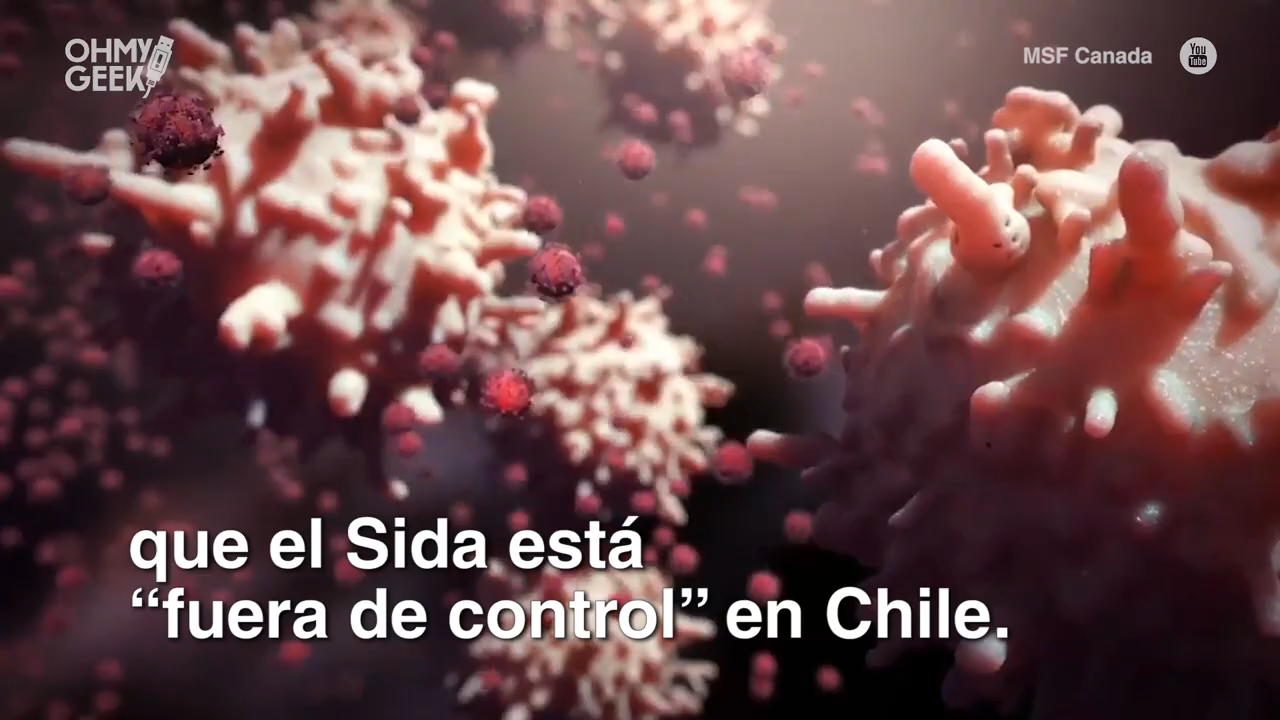 OHMY
GEEK
MSF Canada
You
Tube
que el Sida está
“fuera de control” en Chile.